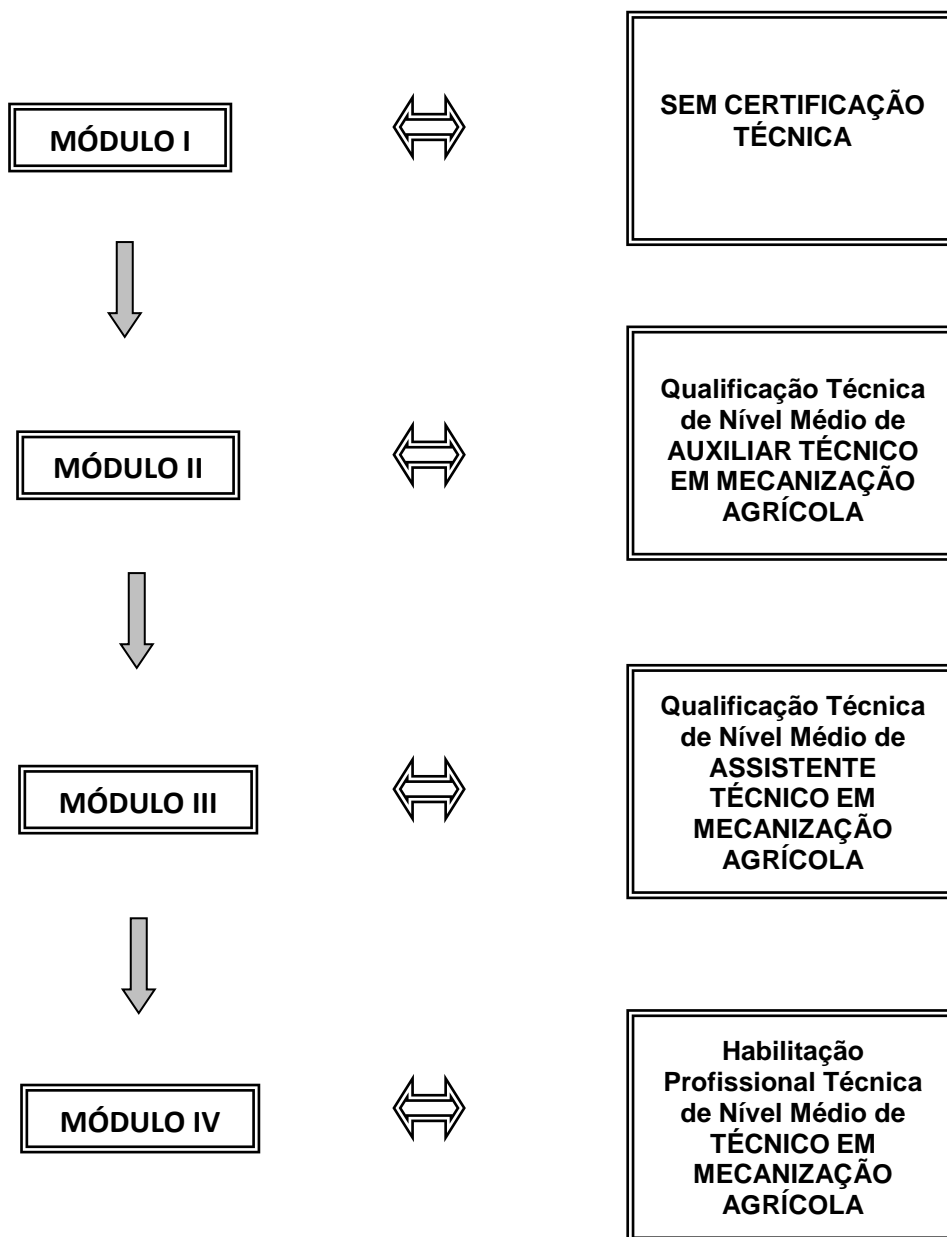 MÓDULO I
SEM CERTIFICAÇÃO
TÉCNICA
MÓDULO II
Qualificação Técnica
de Nível Médio de
AUXILIAR TÉCNICO
EM MECANIZAÇÃO
AGRÍCOLA
MÓDULO III
Qualificação Técnica
de Nível Médio de
ASSISTENTE
TÉCNICO EM
MECANIZAÇÃO
AGRÍCOLA
MÓDULO IV
Habilitação
Profissional Técnica
de Nível Médio de
TÉCNICO EM
MECANIZAÇÃO
AGRÍCOLA